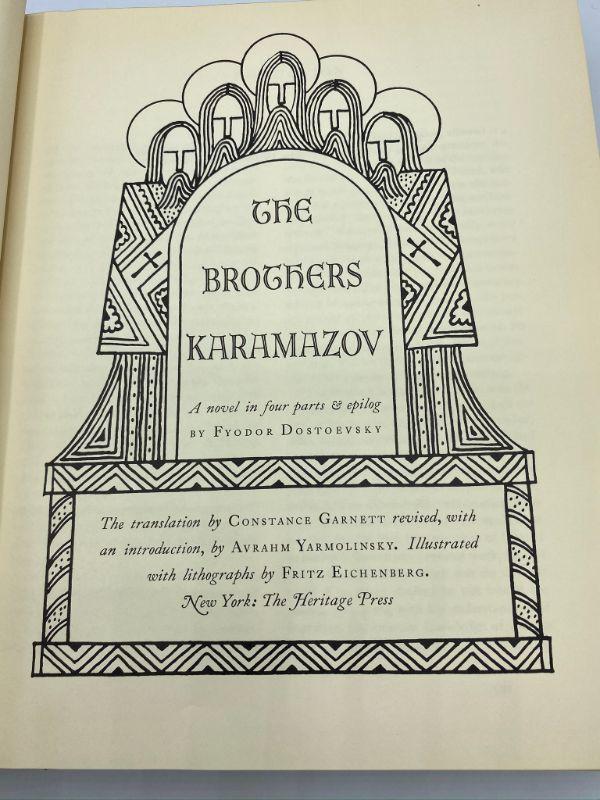 THE
BROTHERS
KARAMAZOV
A novel in four parts & epilog
BY FYODOR DOSTOEVSKY
The translation by CONSTANCE GARNETT revised, with
an introduction, by AVRAHM YARMOLINSKY. Illustrated
with lithographs by FRITZ EICHENBERG.
New York: The Heritage Press